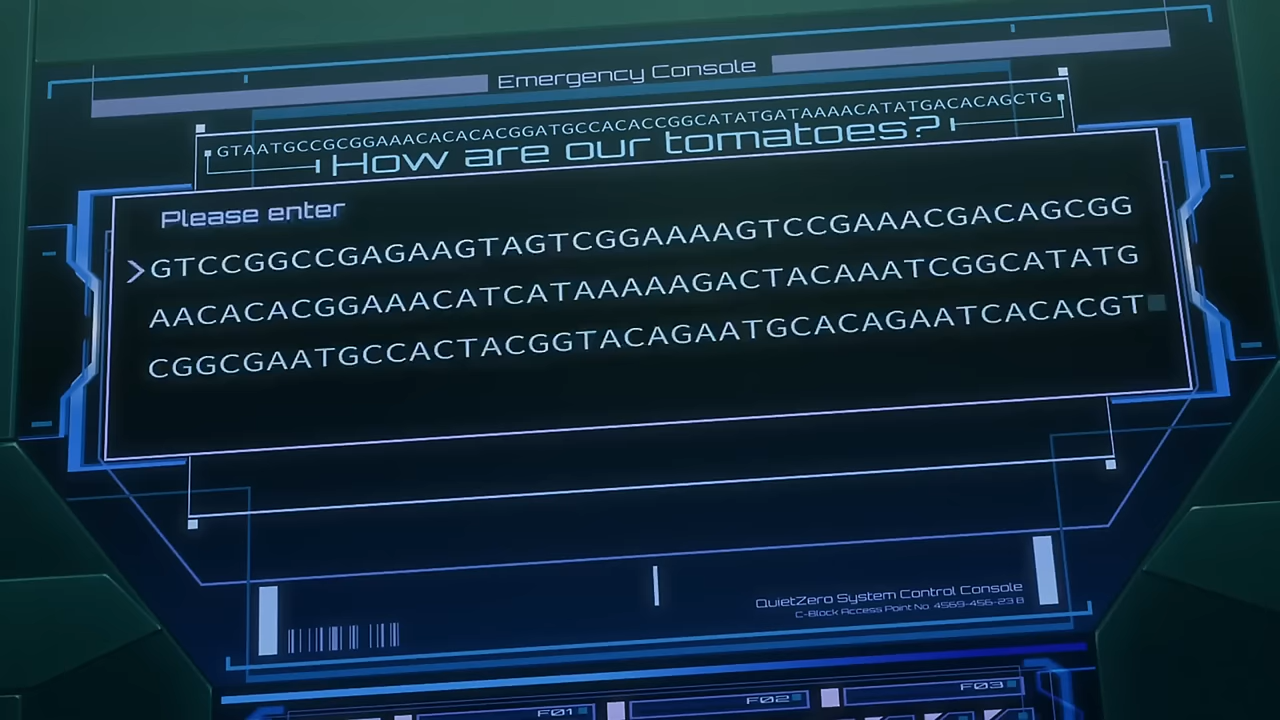 Emergency Console
GTAATGCCGCGGAAACACACACGGATGCCACACCGGCATATGATAAAACATATGACACAGCTG
How are our tomatoes?
Please enter
>GTCCGGCCGAGAAGTAGTCGGAAAAGTCCGAAACGACAGCGG
AACACACGGAAACATCATAAAAAGACTACAAATCGGCATATG
CGGCGAATGCCACTACGGTACAGAATGCACAGAATCACACGT
QuietZero System Control Console
C-Block Access Point No. 4569-456-23 B
F01 F02 F03